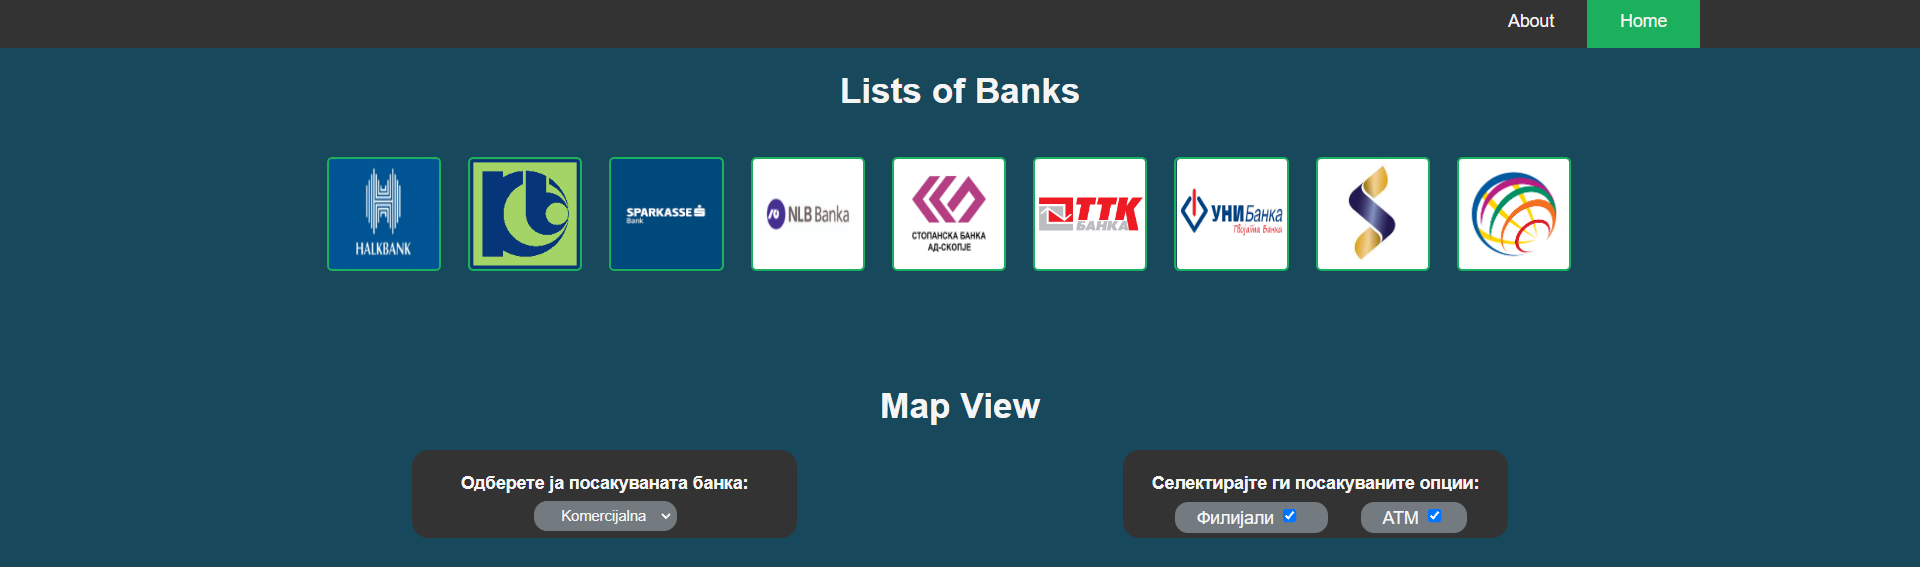 About
Home
Lists of Banks
HALKBANK
SPARKASSE
Bank
NLB Banka
СТОПАНСКА БАНКА
АД-СКОПЈЕ
ТТК
БАНКА
УНИБанка
Твојата Банка
Map View
Одберете ја посакуваната банка:
Komercijalna
Селектирајте ги посакуваните опции:
Филијали
ATM